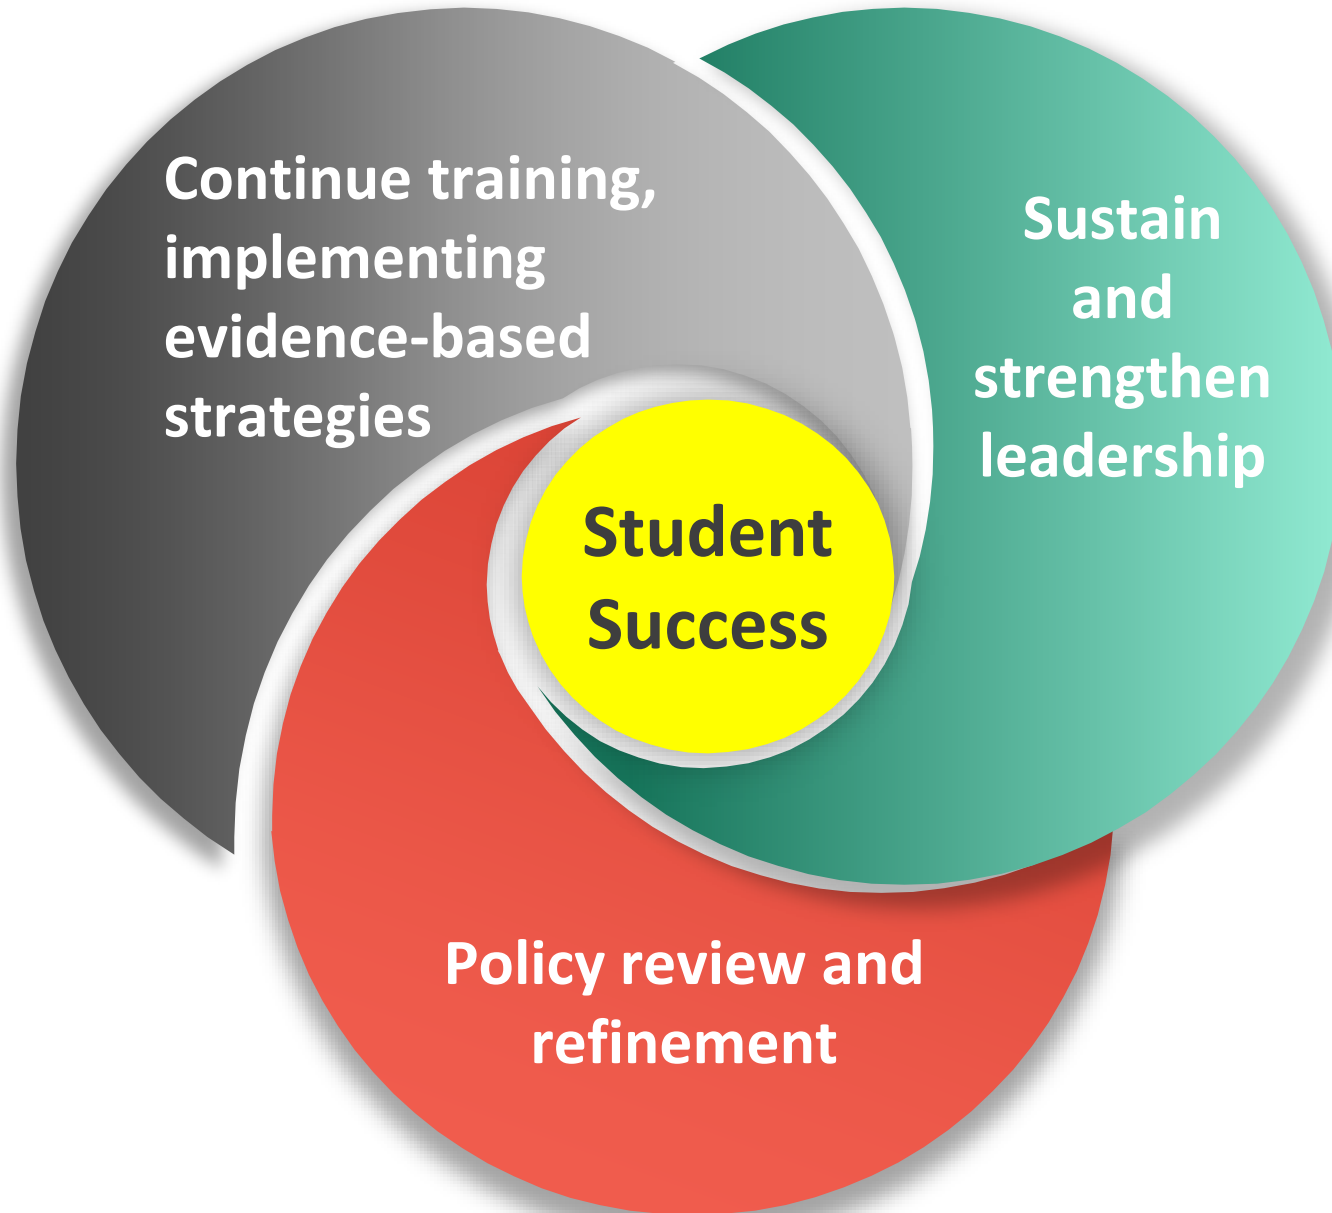 Continue training,
implementing
evidence-based
strategies
Sustain
and
strengthen
leadership
Student
Success
Policy review and
refinement